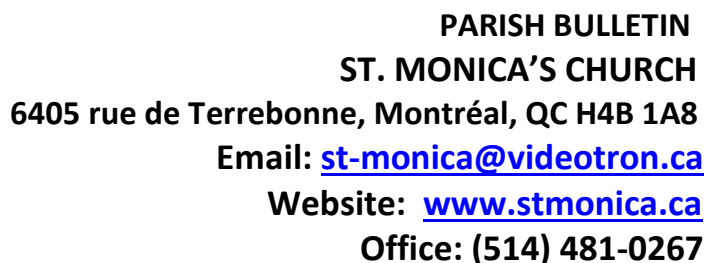 PARISH BULLETIN
ST. MONICA’S CHURCH
6405 rue de Terrebonne, Montréal, QC H4B 1A8
Email: st-monica@videotron.ca
Website: www.stmonica.ca
Office: (514) 481-0267